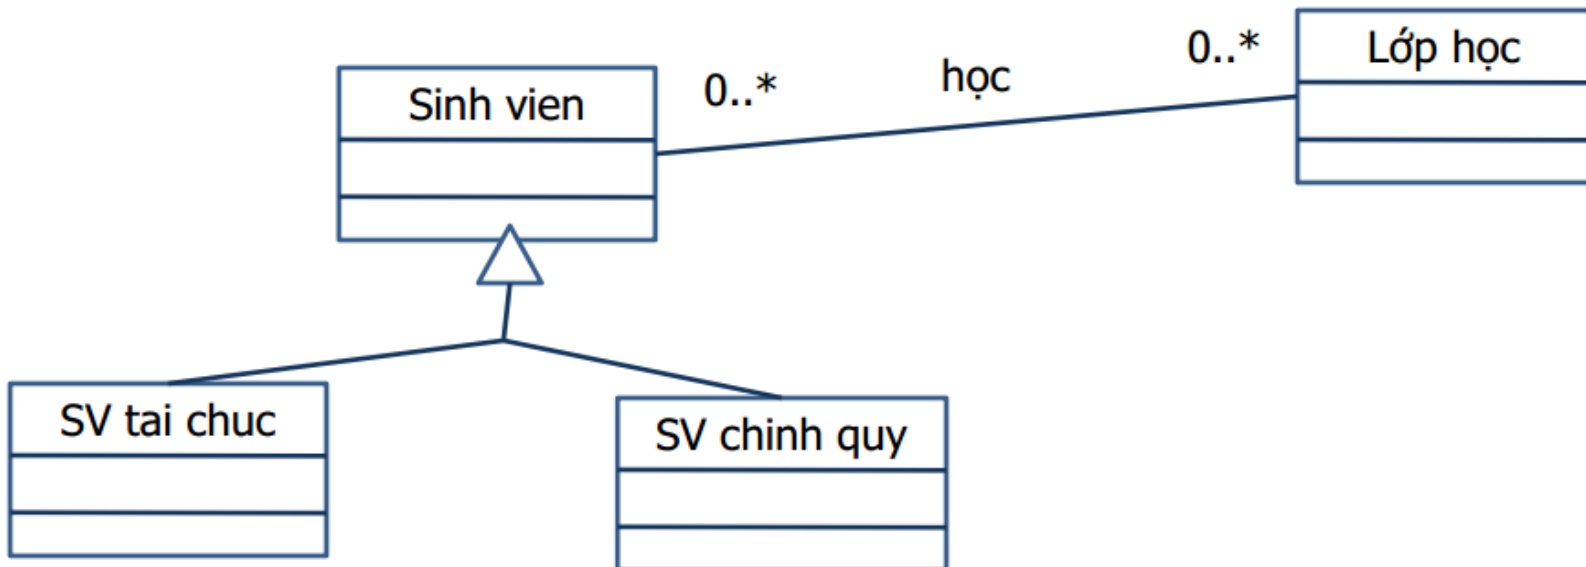 Lớp học
0..*
học
0..*
Sinh vien
SV tai chuc
SV chinh quy